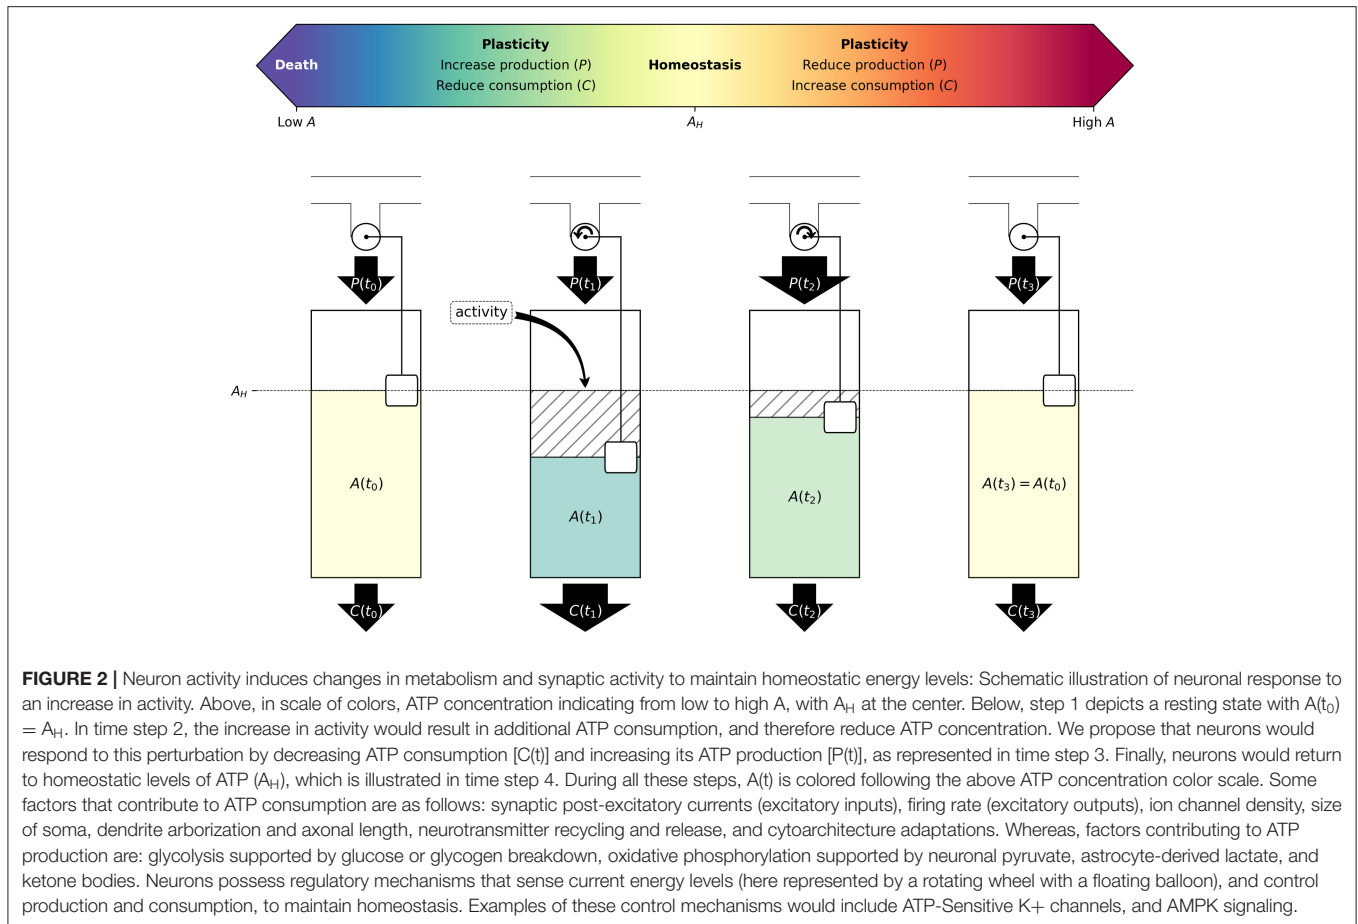 Plasticity
Plasticity
Death
Increase production (P)
Homeostasis
Reduce production (P)
Reduce consumption (C)
Increase consumption (C)
Low A
A_H
High A
P(t₀)
P(t₁)
P(t₂)
P(t₃)
activity
A_H
A(t₀)
A(t₁)
A(t₂)
A(t₃) = A(t₀)
C(t₀)
C(t₁)
C(t₂)
C(t₃)
FIGURE 2 | Neuron activity induces changes in metabolism and synaptic activity to maintain homeostatic energy levels: Schematic illustration of neuronal response to
an increase in activity. Above, in scale of colors, ATP concentration indicating from low to high A, with A_H at the center. Below, step 1 depicts a resting state with A(t₀)
= A_H. In time step 2, the increase in activity would result in additional ATP consumption, and therefore reduce ATP concentration. We propose that neurons would
respond to this perturbation by decreasing ATP consumption [C(t)] and increasing its ATP production [P(t)], as represented in time step 3. Finally, neurons would return
to homeostatic levels of ATP (A_H), which is illustrated in time step 4. During all these steps, A(t) is colored following the above ATP concentration color scale. Some
factors that contribute to ATP consumption are as follows: synaptic post-excitatory currents (excitatory inputs), firing rate (excitatory outputs), ion channel density, size
of soma, dendrite arborization and axonal length, neurotransmitter recycling and release, and cytoarchitecture adaptations. Whereas, factors contributing to ATP
production are: glycolysis supported by glucose or glycogen breakdown, oxidative phosphorylation supported by neuronal pyruvate, astrocyte-derived lactate, and
ketone bodies. Neurons possess regulatory mechanisms that sense current energy levels (here represented by a rotating wheel with a floating balloon), and control
production and consumption, to maintain homeostasis. Examples of these control mechanisms would include ATP-Sensitive K+ channels, and AMPK signaling.